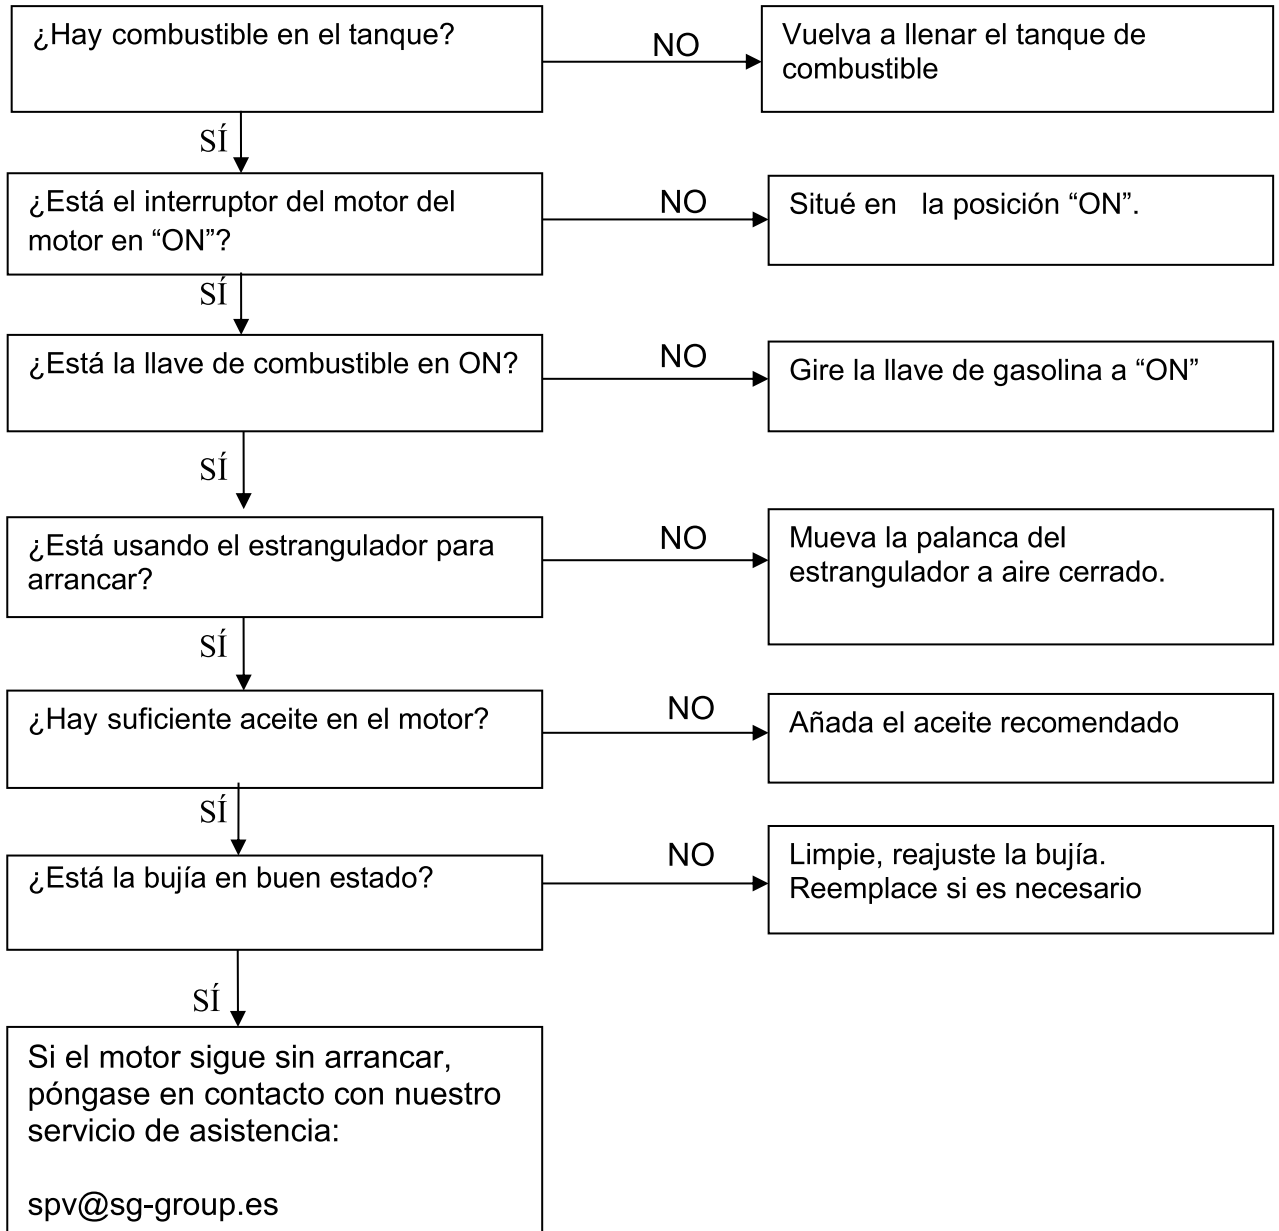 ¿Hay combustible en el tanque?
NO
Vuelva a llenar el tanque de
combustible
SÍ
¿Está el interruptor del motor del
motor en “ON”?
NO
Situé en la posición “ON”.
SÍ
¿Está la llave de combustible en ON?
NO
Gire la llave de gasolina a “ON”
SÍ
¿Está usando el estrangulador para
arrancar?
NO
Mueva la palanca del
estrangulador a aire cerrado.
SÍ
¿Hay suficiente aceite en el motor?
NO
Añada el aceite recomendado
SÍ
¿Está la bujía en buen estado?
NO
Limpie, reajuste la bujía.
Reemplace si es necesario
SÍ
Si el motor sigue sin arrancar,
póngase en contacto con nuestro
servicio de asistencia:
spv@sg-group.es